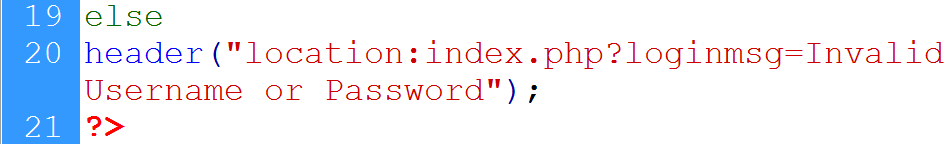 19 else
20 header("location:index.php?loginmsg=Invalid
Username or Password");
21 ?>